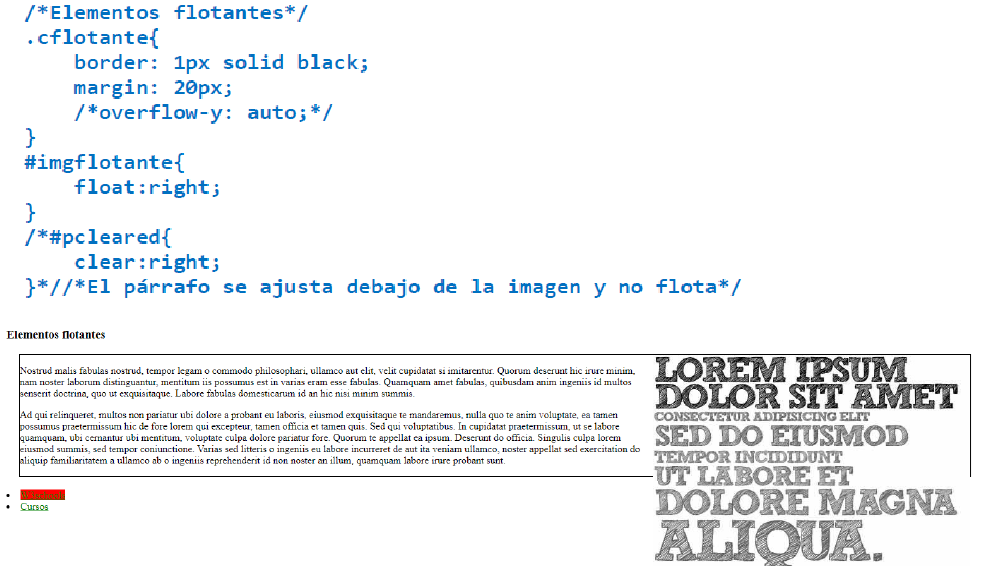 /*Elementos flotantes*/
.cflotante{
border: 1px solid black;
margin: 20px;
/*overflow-y: auto;*/
}
#imgflotante{
float:right;
}
/*#pcleared{
clear:right;
}*//*El párrafo se ajusta debajo de la imagen y no flota*/
Elementos flotantes
Nostrud malis fabulas nostrud, tempor legam o commodo philosophari, ullamco aut elit, velit cupidatat si imitarentur. Quorum deserunt hic irure minim,
nam noster laborum distinguantur, mentitum iis possumus est in varias eram esse fabulas. Quamquam amet fabulas, quibusdam anim ingeniis id multos
senserit doctrina, quo ut exquisitaque. Labore fabulas domesticarum id an hic nisi minim summis.
Ad qui relinqueret, multos non pariatur ubi dolore a probant eu laboris, eiusmod exquisitaque te mandaremus, nulla quo te anim voluptate, ea tamen
possumus praetermissum hic de fore lorem qui excepteur, tamen officia et tamen quis. Sed qui voluptatibus. In cupidatat praetermissum, ut se labore
quamquam, ubi cernantur ubi mentitum, voluptate culpa dolore pariatur fore. Quorum te appellat ea ipsum. Deserunt do officia. Singulis culpa lorem
eiusmod summis, sed tempor coniunctione. Varias sed litteris o ingeniis eu labore incurreret de aut ita veniam ullamco, noster appellat sed exercitation do
aliquip familiaritatem a ullamco ab o ingeniis reprehenderit id non noster an illum, quamquam labore irure probant sunt.
LOREM IPSUM
DOLOR SIT AMET
CONSECTETUR ADIPISICING ELIT
SED DO EIUSMOD
TEMPOR INCIDIDUNT
UT LABORE ET
DOLORE MAGNA
ALIQUA.
Cursos